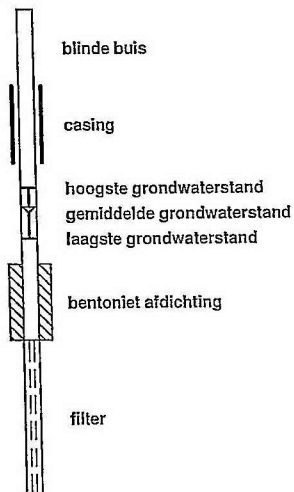 blinde buis
casing
hoogste grondwaterstand
gemiddelde grondwaterstand
laagste grondwaterstand
bentoniet afdichting
filter